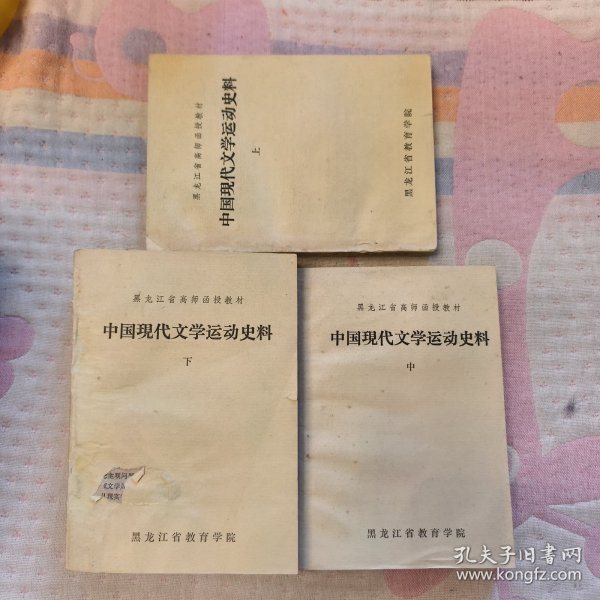 黑龙江省高师函授教材
中国现代文学运动史料
上
黑龙江省教育学院
黑龙江省高师函授教材
中国现代文学运动史料
下
黑龙江省教育学院
黑龙江省高师函授教材
中国现代文学运动史料
中
黑龙江省教育学院
孔夫子旧书网
www.kongfz.com